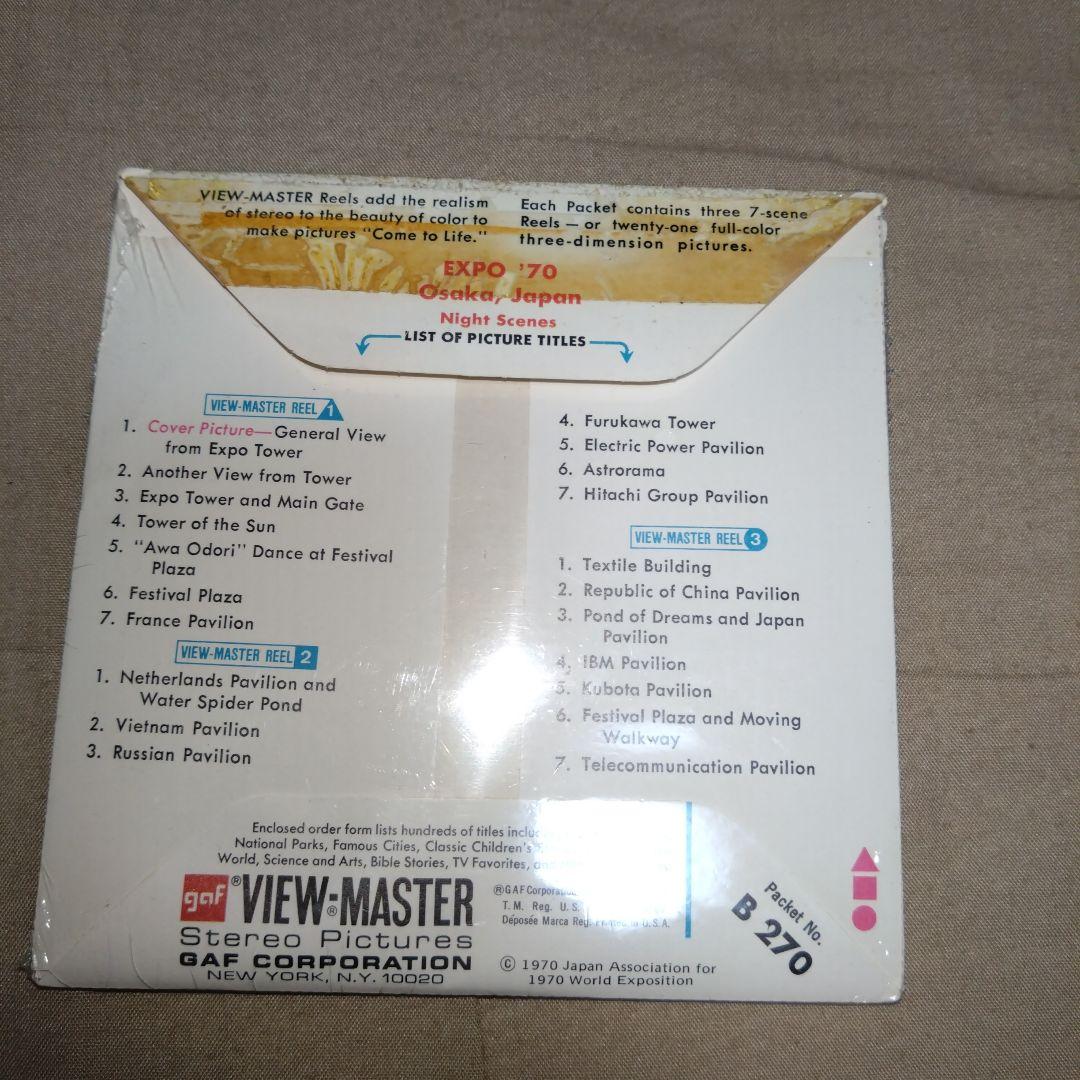 VIEW-MASTER Reels add the realism
of stereo to the beauty of color to
make pictures "Come to Life."
Each Packet contains three 7-scene
Reels — or twenty-one full-color
three-dimension pictures.
EXPO '70
Osaka, Japan
Night Scenes
LIST OF PICTURE TITLES
VIEW-MASTER REEL 1
1. Cover Picture—General View
from Expo Tower
2. Another View from Tower
3. Expo Tower and Main Gate
4. Tower of the Sun
5. "Awa Odori" Dance at Festival
Plaza
6. Festival Plaza
7. France Pavilion
VIEW-MASTER REEL 2
1. Netherlands Pavilion and
Water Spider Pond
2. Vietnam Pavilion
3. Russian Pavilion
4. Furukawa Tower
5. Electric Power Pavilion
6. Astrorama
7. Hitachi Group Pavilion
VIEW-MASTER REEL 3
1. Textile Building
2. Republic of China Pavilion
3. Pond of Dreams and Japan
Pavilion
4. IBM Pavilion
5. Kubota Pavilion
6. Festival Plaza and Moving
Walkway
7. Telecommunication Pavilion
Enclosed order form lists hundreds of titles
National Parks, Famous Cities, Classic Children's
World, Science and Arts, Bible Stories, TV Favorites,
gaf ® VIEW-MASTER ®
Stereo Pictures
GAF CORPORATION
NEW YORK, N.Y. 10020
® GAF
T.M. Reg. U.S.
Déposée Marca Reg. Printed in U.S.A.
© 1970 Japan Association for
1970 World Exposition
Packet No.
B 270